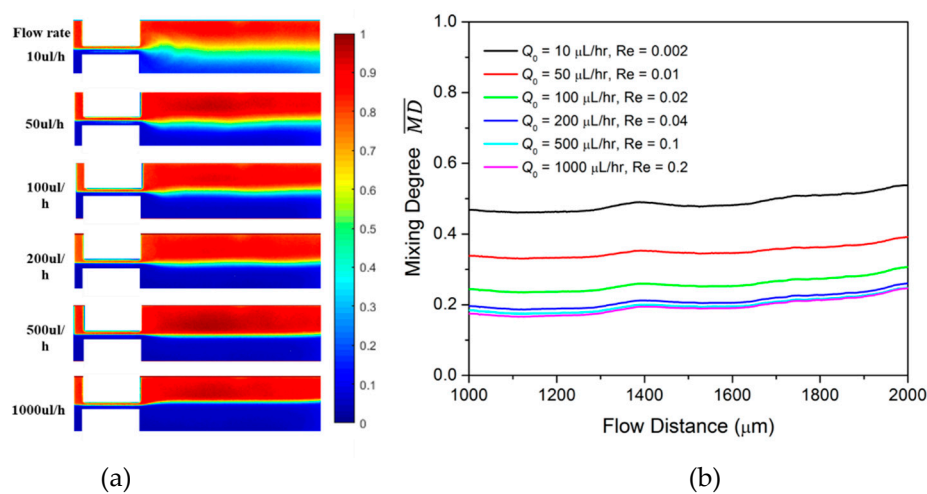 Flow rate
10ul/h
50ul/h
100ul/
h
200ul/
h
500ul/
h
1000ul/h
1
0.9
0.8
0.7
0.6
0.5
0.4
0.3
0.2
0.1
0
(a)
Mixing Degree M̅D̅
1.0
0.8
0.6
0.4
0.2
0.0
Q₀ = 10 μL/hr, Re = 0.002
Q₀ = 50 μL/hr, Re = 0.01
Q₀ = 100 μL/hr, Re = 0.02
Q₀ = 200 μL/hr, Re = 0.04
Q₀ = 500 μL/hr, Re = 0.1
Q₀ = 1000 μL/hr, Re = 0.2
1000 1200 1400 1600 1800 2000
Flow Distance (μm)
(b)